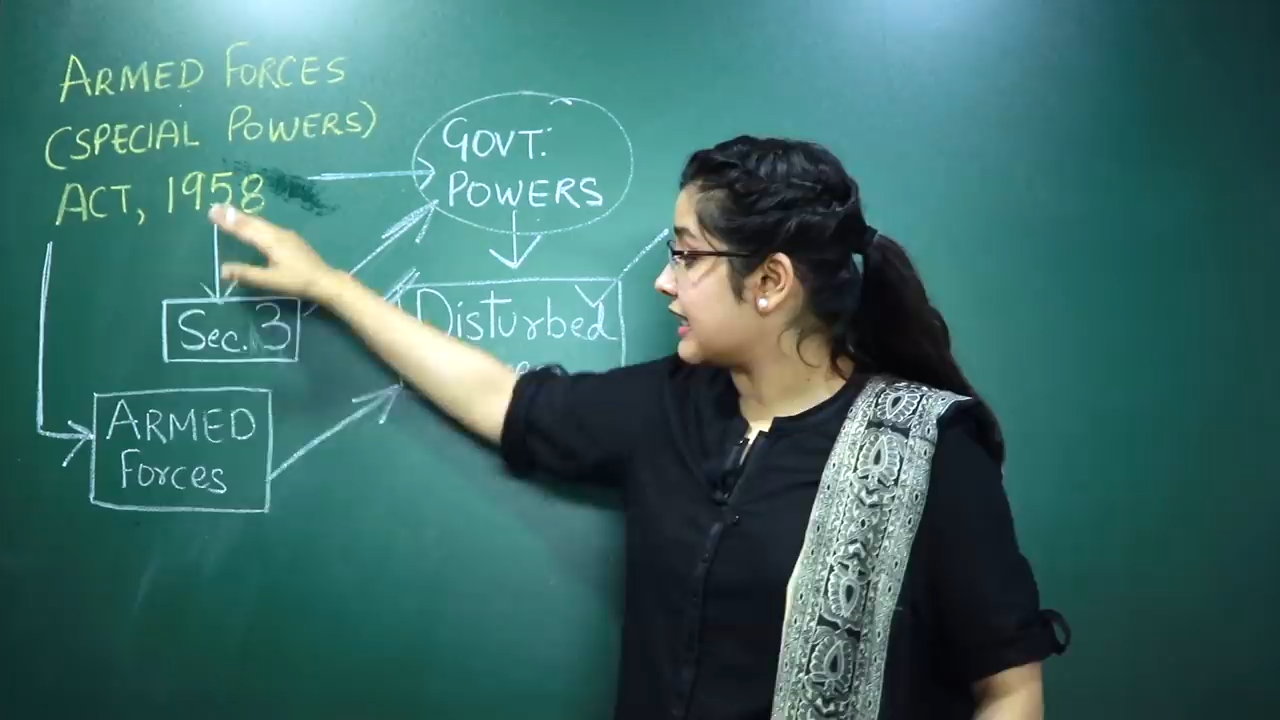 ARMED FORCES
(SPECIAL POWERS)
ACT, 1958
GOVT:
POWERS
Sec. 3
Disturbed
ARMED
Forces